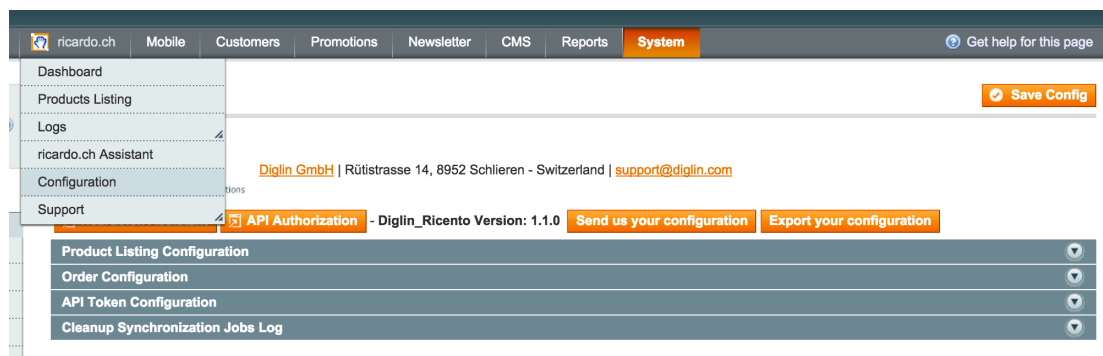 ricardo.ch Mobile Customers Promotions Newsletter CMS Reports System Get help for this page
Dashboard
Products Listing
Save Config
Logs
ricardo.ch Assistant
Diglin GmbH | Rütistrasse 14, 8952 Schlieren - Switzerland | support@diglin.com
Configuration
tions
Support
API Authorization - Diglin_Ricento Version: 1.1.0 Send us your configuration Export your configuration
Product Listing Configuration
Order Configuration
API Token Configuration
Cleanup Synchronization Jobs Log